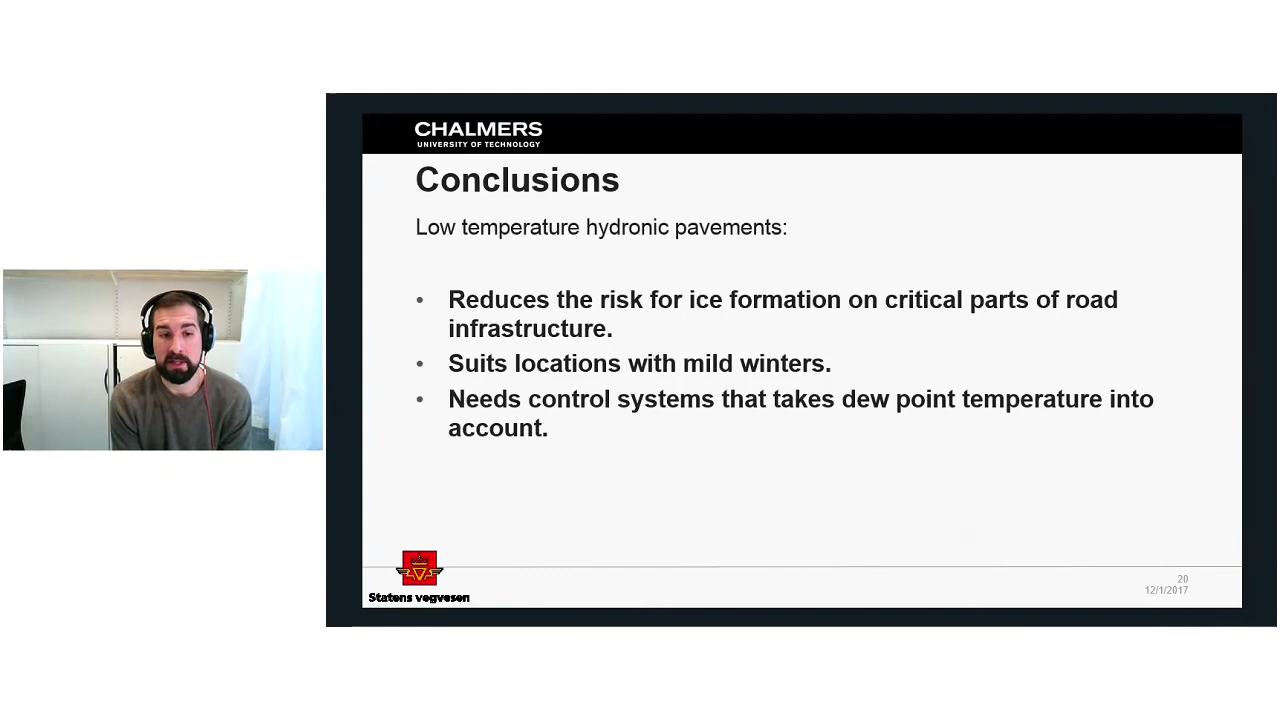 CHALMERS
UNIVERSITY OF TECHNOLOGY
Conclusions
Low temperature hydronic pavements:
• Reduces the risk for ice formation on critical parts of road
infrastructure.
• Suits locations with mild winters.
• Needs control systems that takes dew point temperature into
account.
Statens vegvesen
20
12/1/2017